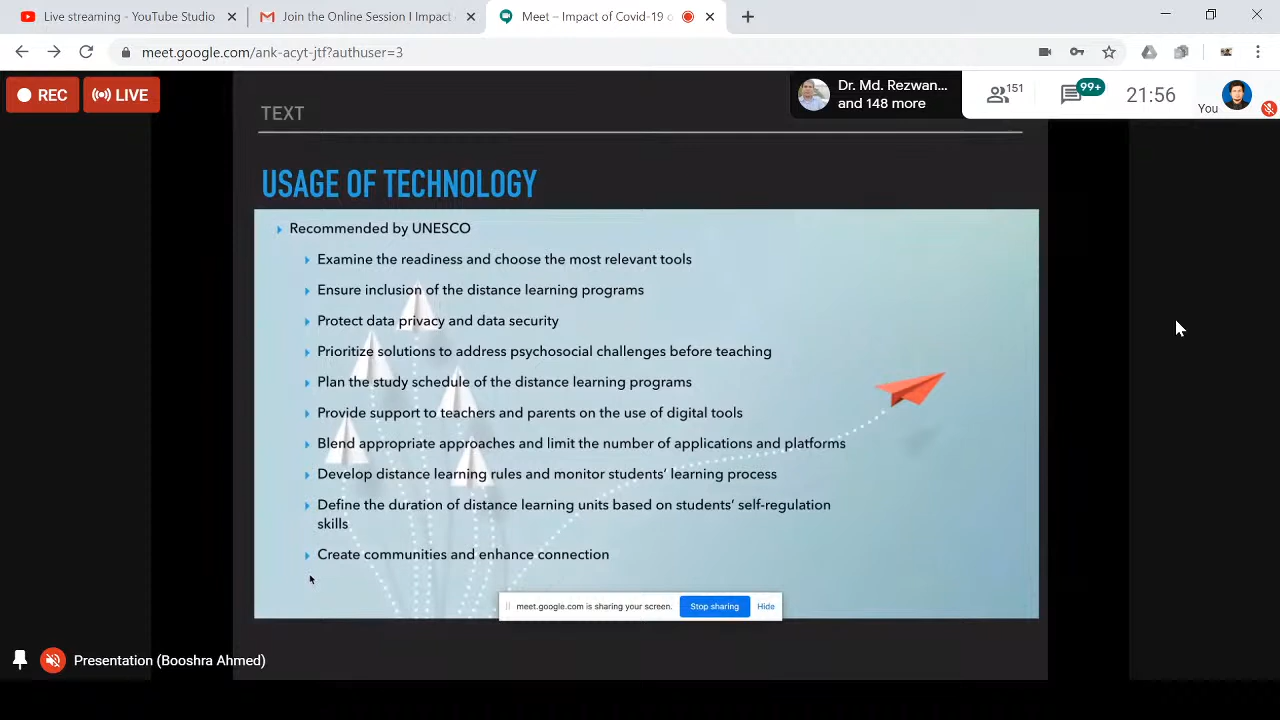 Live streaming - YouTube Studio
Join the Online Session I Impact
Meet – Impact of Covid-19 o
meet.google.com/ank-acyt-jtf?authuser=3
REC
LIVE
Dr. Md. Rezwan...
and 148 more
151
99+
21:56
You
TEXT
USAGE OF TECHNOLOGY
Recommended by UNESCO
Examine the readiness and choose the most relevant tools
Ensure inclusion of the distance learning programs
Protect data privacy and data security
Prioritize solutions to address psychosocial challenges before teaching
Plan the study schedule of the distance learning programs
Provide support to teachers and parents on the use of digital tools
Blend appropriate approaches and limit the number of applications and platforms
Develop distance learning rules and monitor students’ learning process
Define the duration of distance learning units based on students’ self-regulation
skills
Create communities and enhance connection
meet.google.com is sharing your screen.
Stop sharing
Hide
Presentation (Booshra Ahmed)